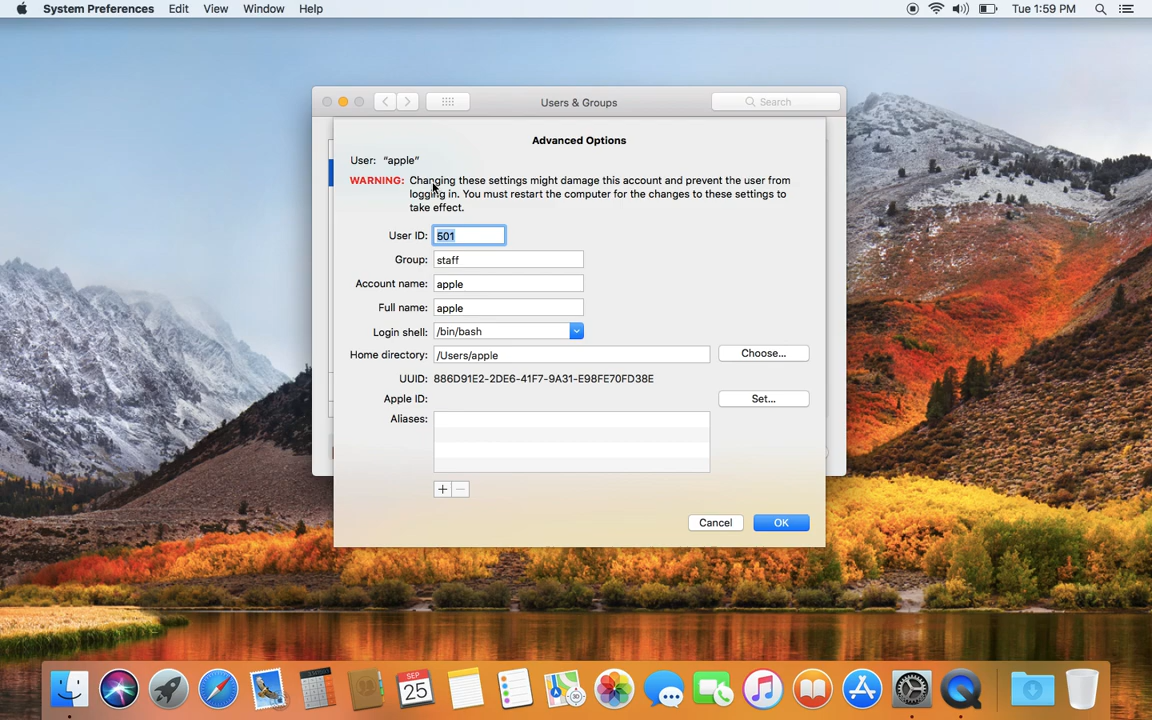 System Preferences Edit View Window Help Tue 1:59 PM
Users & Groups
Search
Advanced Options
User: “apple”
WARNING: Changing these settings might damage this account and prevent the user from
logging in. You must restart the computer for the changes to these settings to
take effect.
User ID: 501
Group: staff
Account name: apple
Full name: apple
Login shell: /bin/bash
Home directory: /Users/apple Choose...
UUID: 886D91E2-2DE6-41F7-9A31-E98FE70FD38E
Apple ID: Set...
Aliases:
+ −
Cancel OK
SEP
25